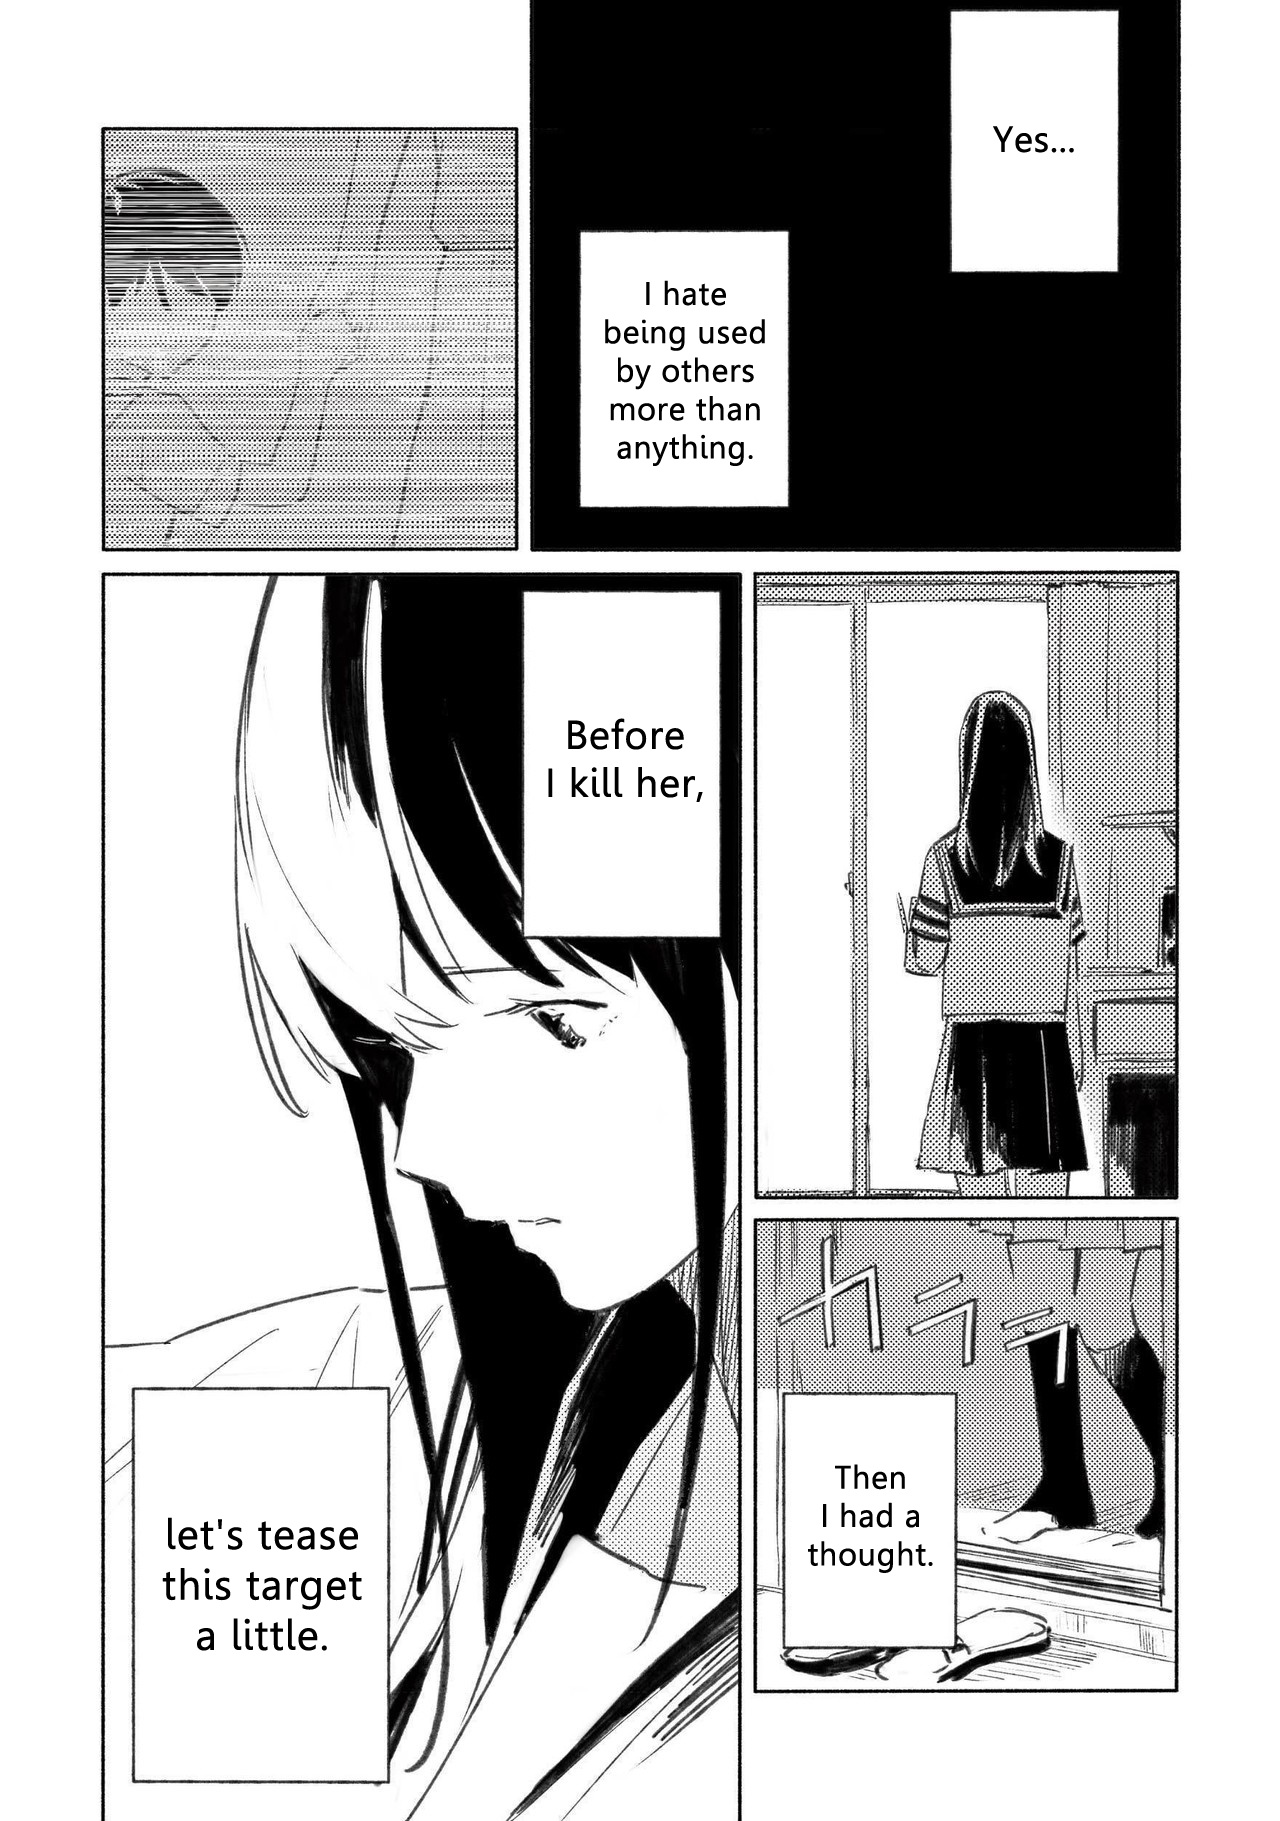 Yes...
I hate
being used
by others
more than
anything.
ガララ
Then
I had a
thought.
Before
I kill her,
let's tease
this target
a little.